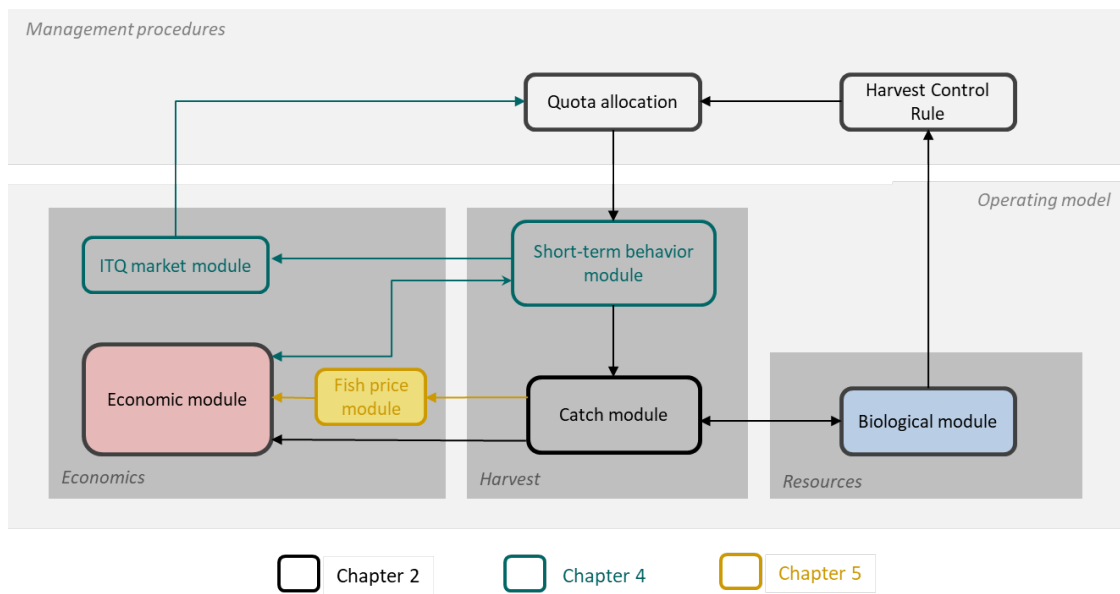 Management procedures
Quota allocation
Harvest Control
Rule
Operating model
ITQ market module
Short-term behavior
module
Economic module
Fish price
module
Catch module
Biological module
Economics
Harvest
Resources
Chapter 2
Chapter 4
Chapter 5